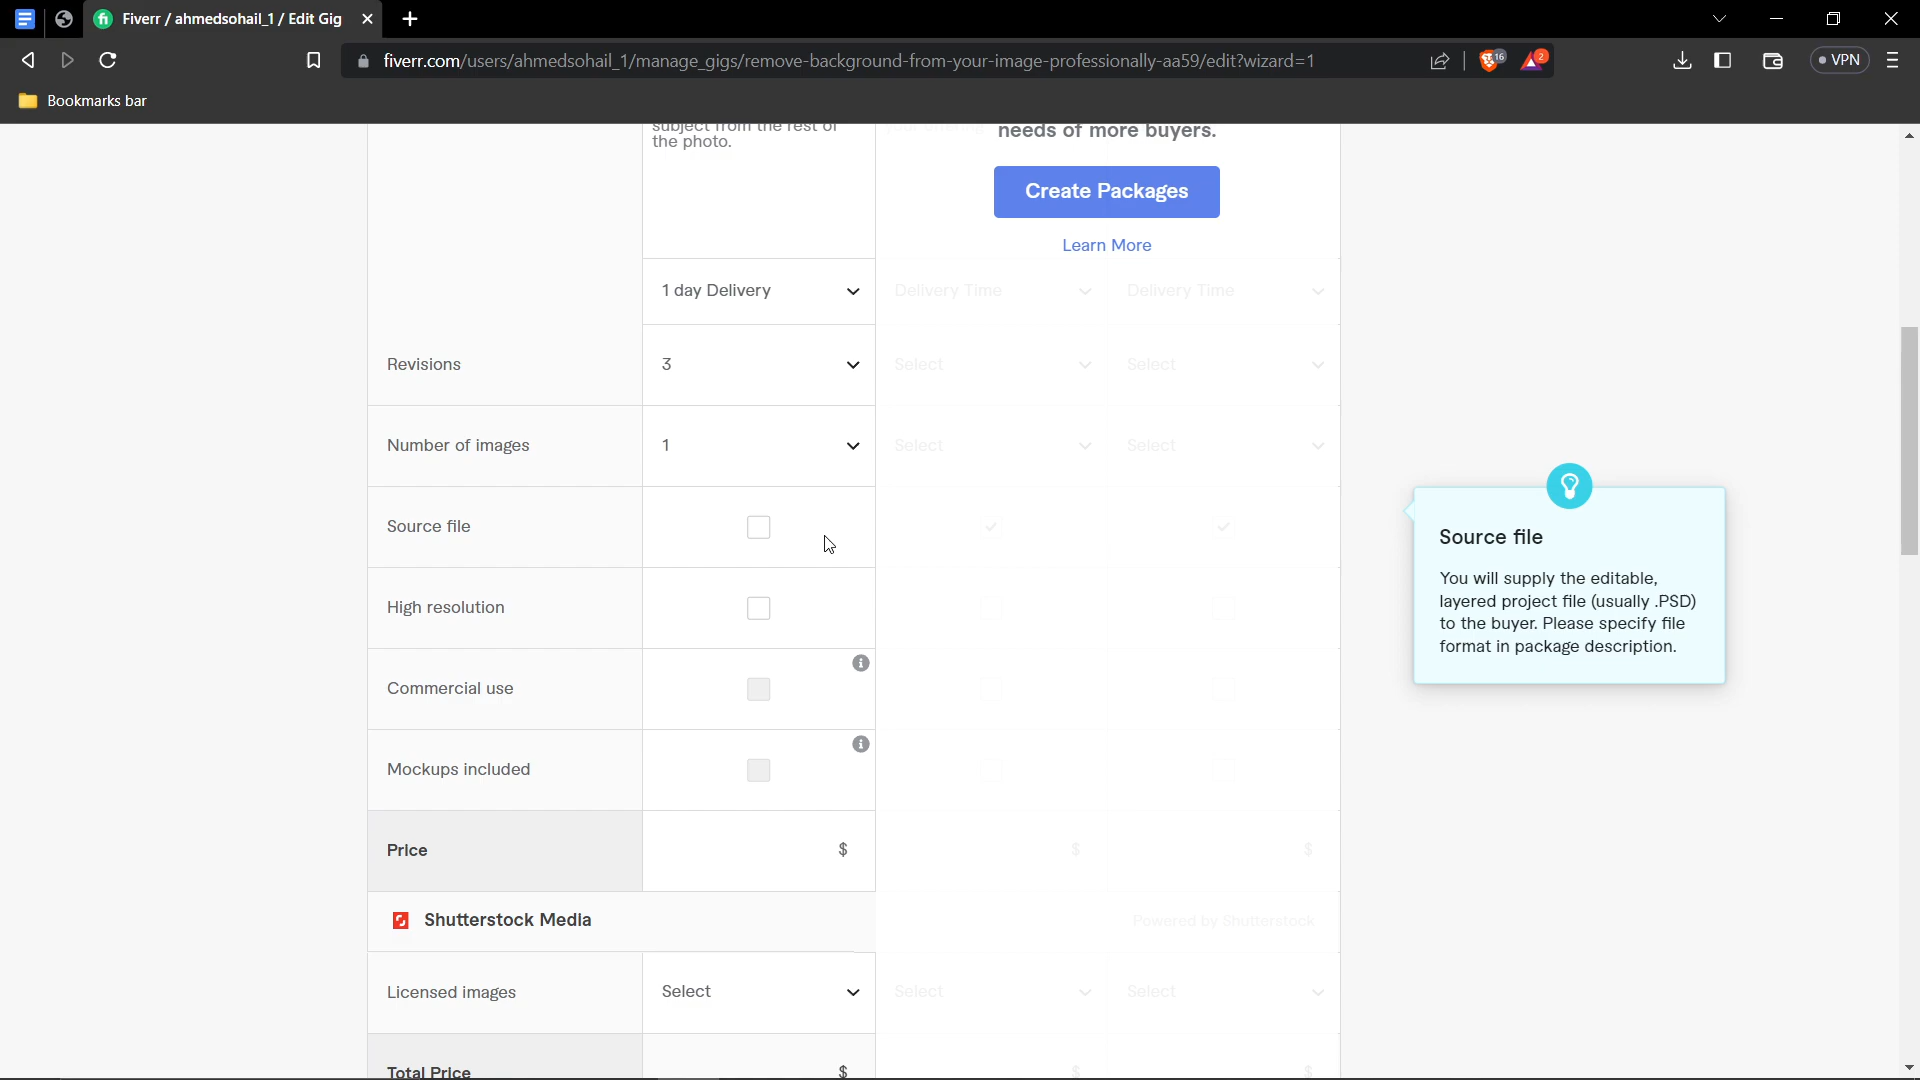 Fiverr / ahmedsohail_1 / Edit Gig
fiverr.com/users/ahmedsohail_1/manage_gigs/remove-background-from-your-image-professionally-aa59/edit?wizard=1
16
2
VPN
Bookmarks bar
subject from the rest of
the photo.
needs of more buyers.
Create Packages
Learn More
1 day Delivery
Delivery Time
Delivery Time
Revisions
3
Select
Select
Number of images
1
Select
Select
Source file
High resolution
Commercial use
Mockups included
Price
$
$
$
Shutterstock Media
Powered by Shutterstock
Licensed images
Select
Select
Select
Total Price
$
$
$
Source file
You will supply the editable,
layered project file (usually .PSD)
to the buyer. Please specify file
format in package description.